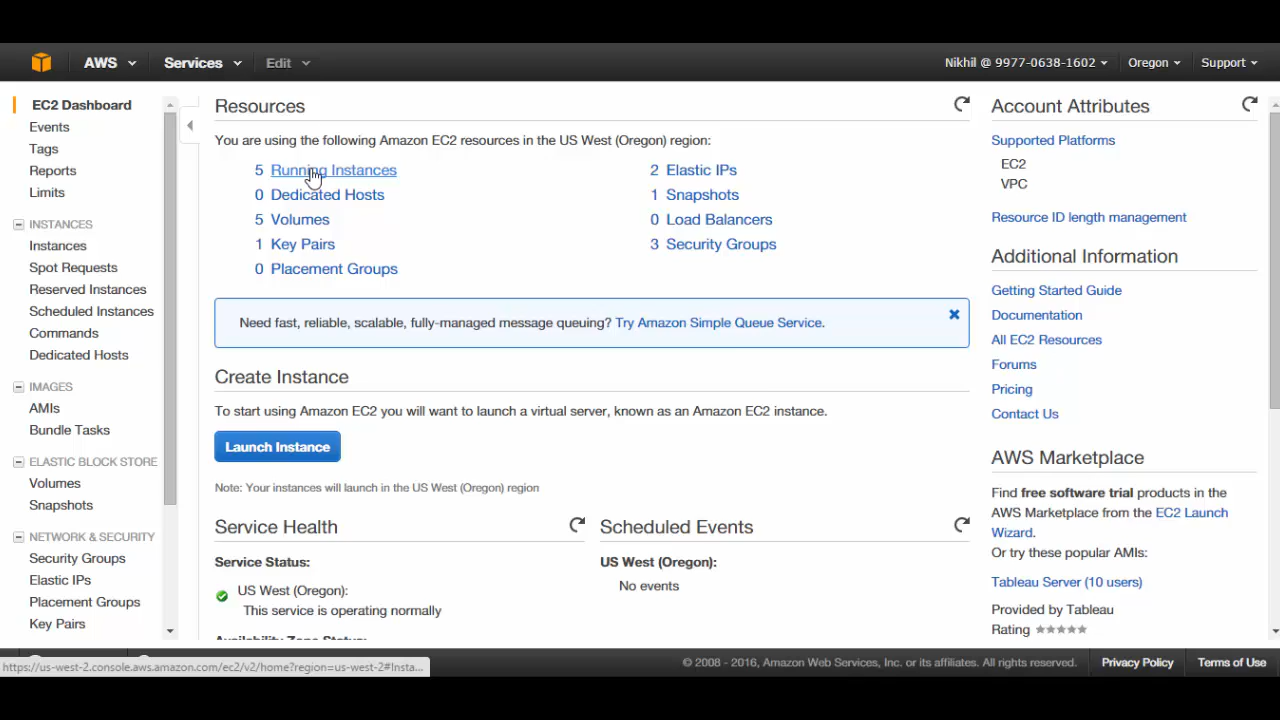 AWS Services Edit Nikhil @ 9977-0638-1602 Oregon Support
EC2 Dashboard
Events
Tags
Reports
Limits
INSTANCES
Instances
Spot Requests
Reserved Instances
Scheduled Instances
Commands
Dedicated Hosts
IMAGES
AMIs
Bundle Tasks
ELASTIC BLOCK STORE
Volumes
Snapshots
NETWORK & SECURITY
Security Groups
Elastic IPs
Placement Groups
Key Pairs
Resources
You are using the following Amazon EC2 resources in the US West (Oregon) region:
5 Running Instances
0 Dedicated Hosts
5 Volumes
1 Key Pairs
0 Placement Groups
2 Elastic IPs
1 Snapshots
0 Load Balancers
3 Security Groups
Need fast, reliable, scalable, fully-managed message queuing? Try Amazon Simple Queue Service.
Create Instance
To start using Amazon EC2 you will want to launch a virtual server, known as an Amazon EC2 instance.
Launch Instance
Note: Your instances will launch in the US West (Oregon) region
Service Health
Service Status:
US West (Oregon):
This service is operating normally
Availability Zone Status:
Scheduled Events
US West (Oregon):
No events
Account Attributes
Supported Platforms
EC2
VPC
Resource ID length management
Additional Information
Getting Started Guide
Documentation
All EC2 Resources
Forums
Pricing
Contact Us
AWS Marketplace
Find free software trial products in the
AWS Marketplace from the EC2 Launch
Wizard.
Or try these popular AMIs:
Tableau Server (10 users)
Provided by Tableau
Rating
https://us-west-2.console.aws.amazon.com/ec2/v2/home?region=us-west-2#Insta...
© 2008 - 2016, Amazon Web Services, Inc. or its affiliates. All rights reserved. Privacy Policy Terms of Use